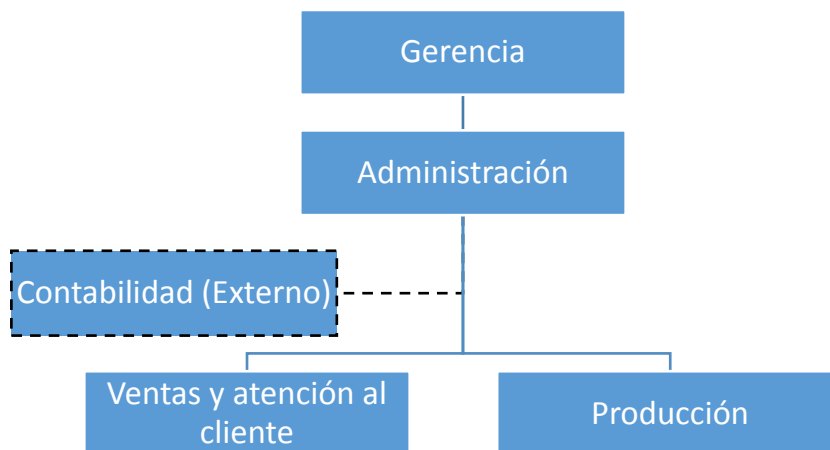 Gerencia
Administración
Contabilidad (Externo)
Ventas y atención al
cliente
Producción